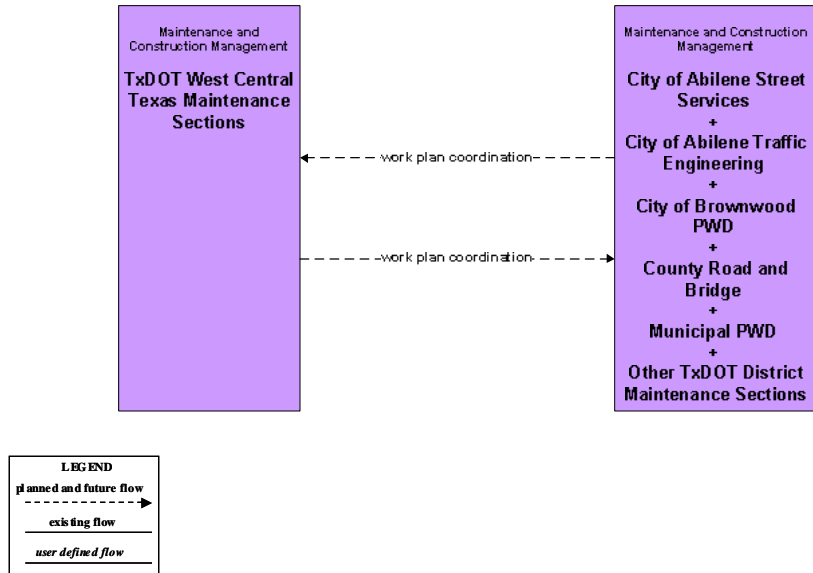 Maintenance and
Construction Management
TxDOT West Central
Texas Maintenance
Sections
work plan coordination
work plan coordination
Maintenance and Construction
Management
City of Abilene Street
Services
+
City of Abilene Traffic
Engineering
+
City of Brownwood
PWD
+
County Road and
Bridge
+
Municipal PWD
+
Other TxDOT District
Maintenance Sections
LEGEND
planned and future flow
existing flow
user defined flow